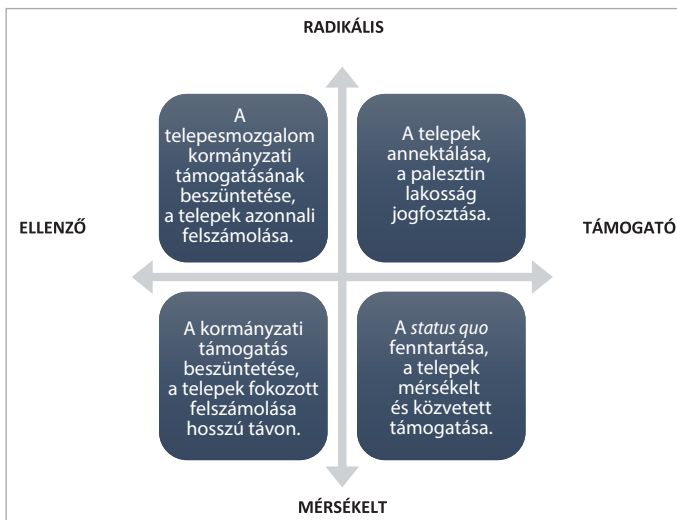 RADIKÁLIS
A
telepesmozgalom
kormányzati
támogatásának
beszüntetése,
a telepek azonnali
felszámolása.
A telepek
annektálása,
a palesztin
lakosság
jogfosztása.
ELLENZŐ
TÁMOGATÓ
A kormányzati
támogatás
beszüntetése,
a telepek fokozott
felszámolása
hosszú távon.
A status quo
fenntartása,
a telepek
mérsékelt
és közvetett
támogatása.
MÉRSÉKELT